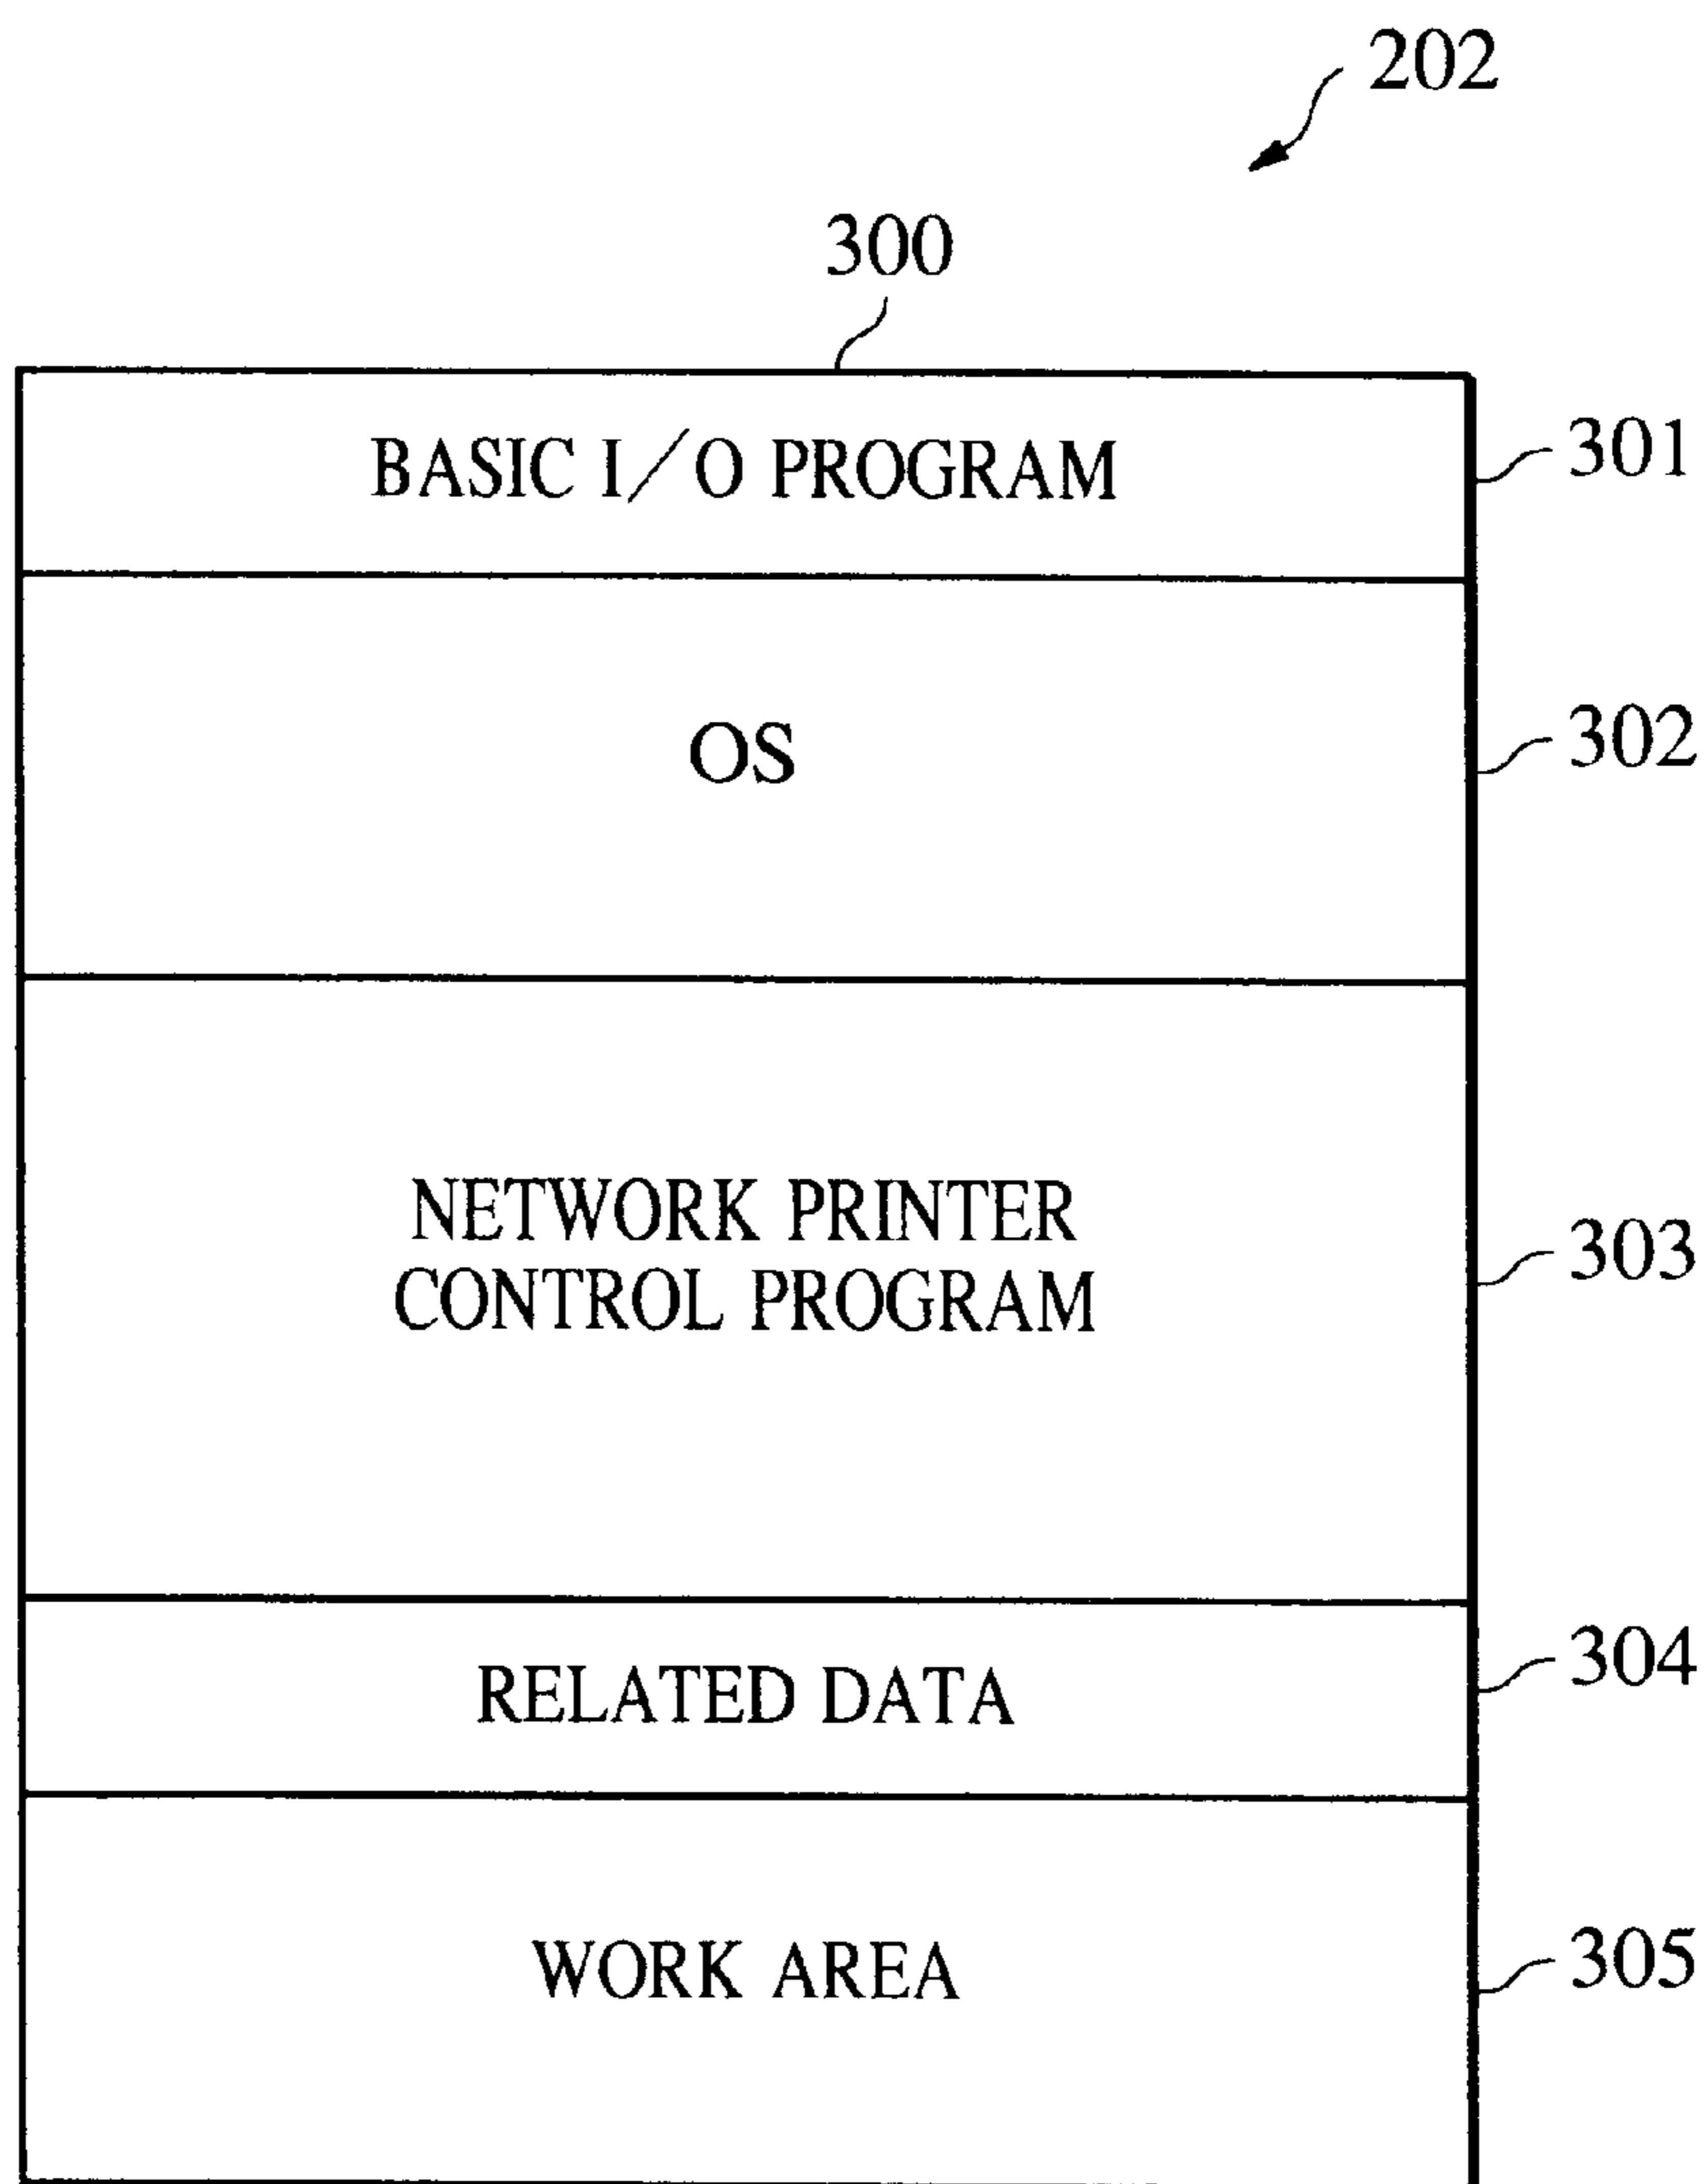 202
300
BASIC I/O PROGRAM
301
OS
302
NETWORK PRINTER
CONTROL PROGRAM
303
RELATED DATA
304
WORK AREA
305